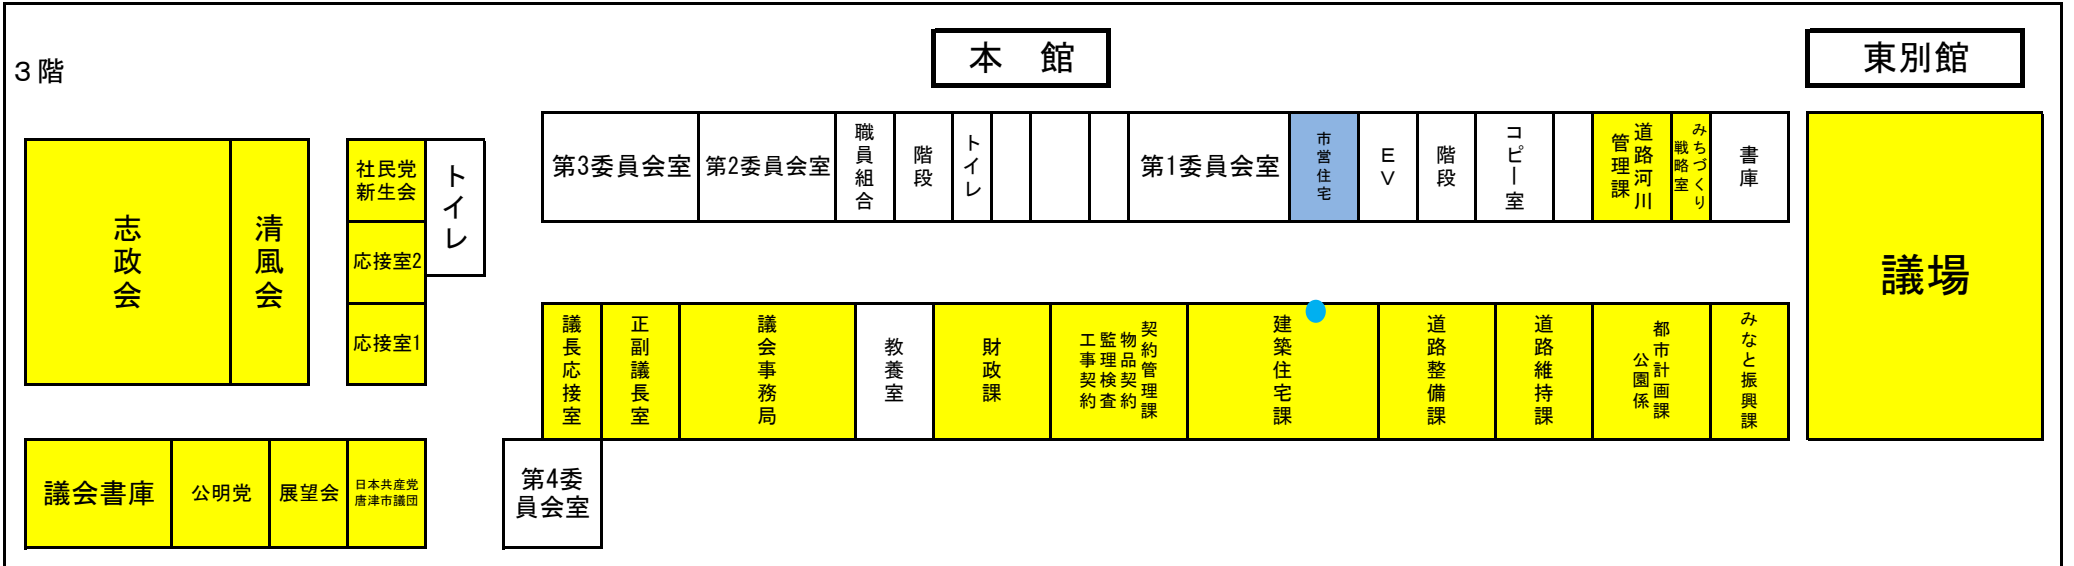 本　館
東別館
３階
志政会
清風会
社民党
新生会
応接室2
応接室1
トイレ
第3委員会室
第2委員会室
職員組合
階段
トイレ
第1委員会室
市営住宅
ＥＶ
階段
コピー室
道路河川
管理課
みちづくり
戦略室
書庫
議場
議長応接室
正副議長室
議会事務局
教養室
財政課
契約管理課
物品契約
監理検査
工事契約
建築住宅課
道路整備課
道路維持課
都市計画課
公園係
みなと振興課
議会書庫
公明党
展望会
日本共産党
唐津市議団
第4委
員会室